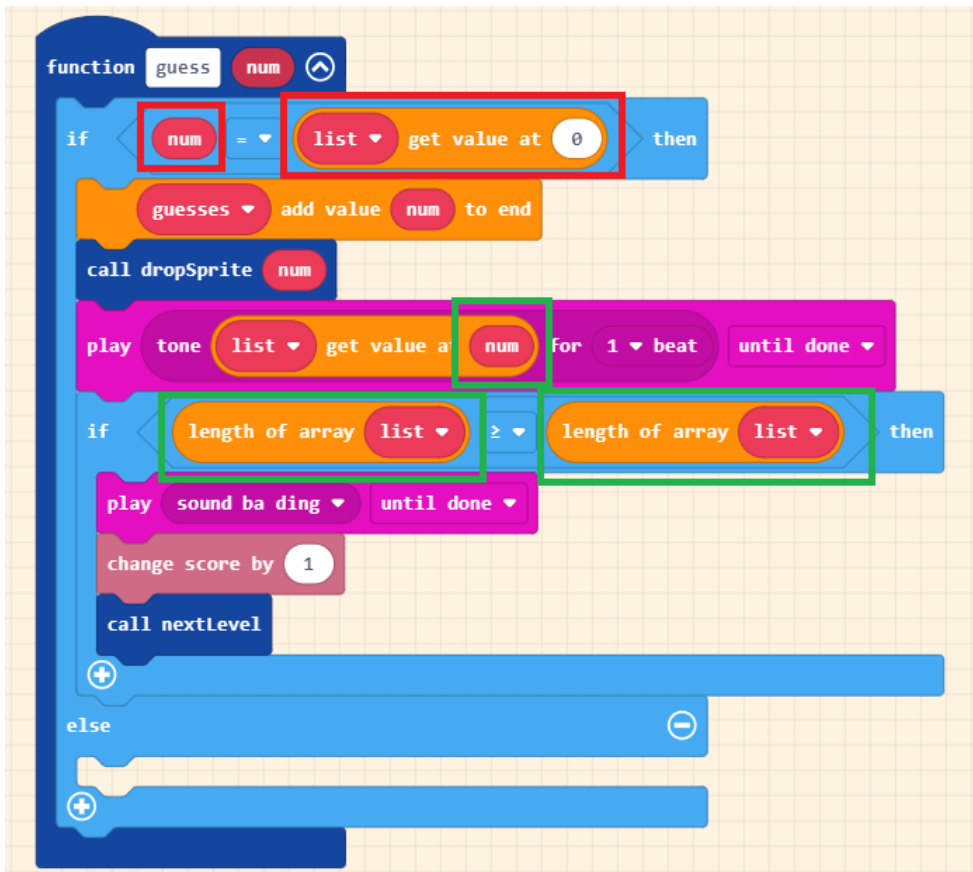 function guess num
if num = list get value at 0 then
guesses add value num to end
call dropSprite num
play tone list get value at num for 1 beat until done
if length of array list ≥ length of array list then
play sound ba ding until done
change score by 1
call nextLevel
else